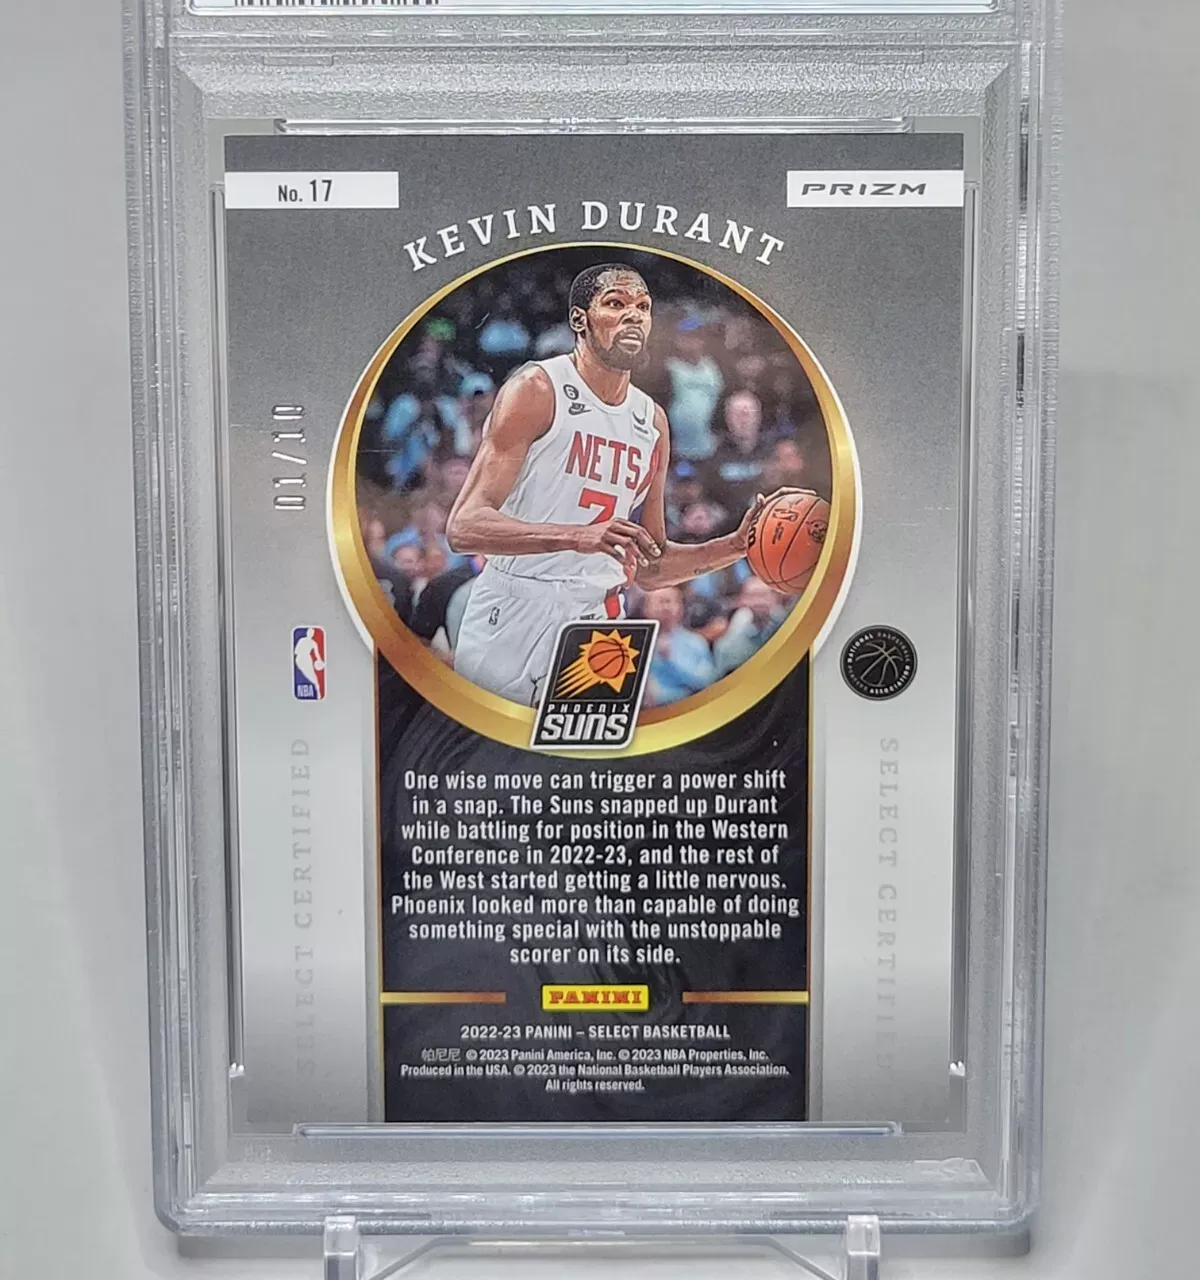 No. 17
PRIZM
KEVIN DURANT
01/10
NETS
7
NBA
PHOENIX
SUNS
NATIONAL BASKETBALL
PLAYERS ASSOCIATION
SELECT CERTIFIED
SELECT CERTIFIED
One wise move can trigger a power shift
in a snap. The Suns snapped up Durant
while battling for position in the Western
Conference in 2022-23, and the rest of
the West started getting a little nervous.
Phoenix looked more than capable of doing
something special with the unstoppable
scorer on its side.
PANINI
2022-23 PANINI – SELECT BASKETBALL
帕尼尼 © 2023 Panini America, Inc. © 2023 NBA Properties, Inc.
Produced in the USA. © 2023 the National Basketball Players Association.
All rights reserved.